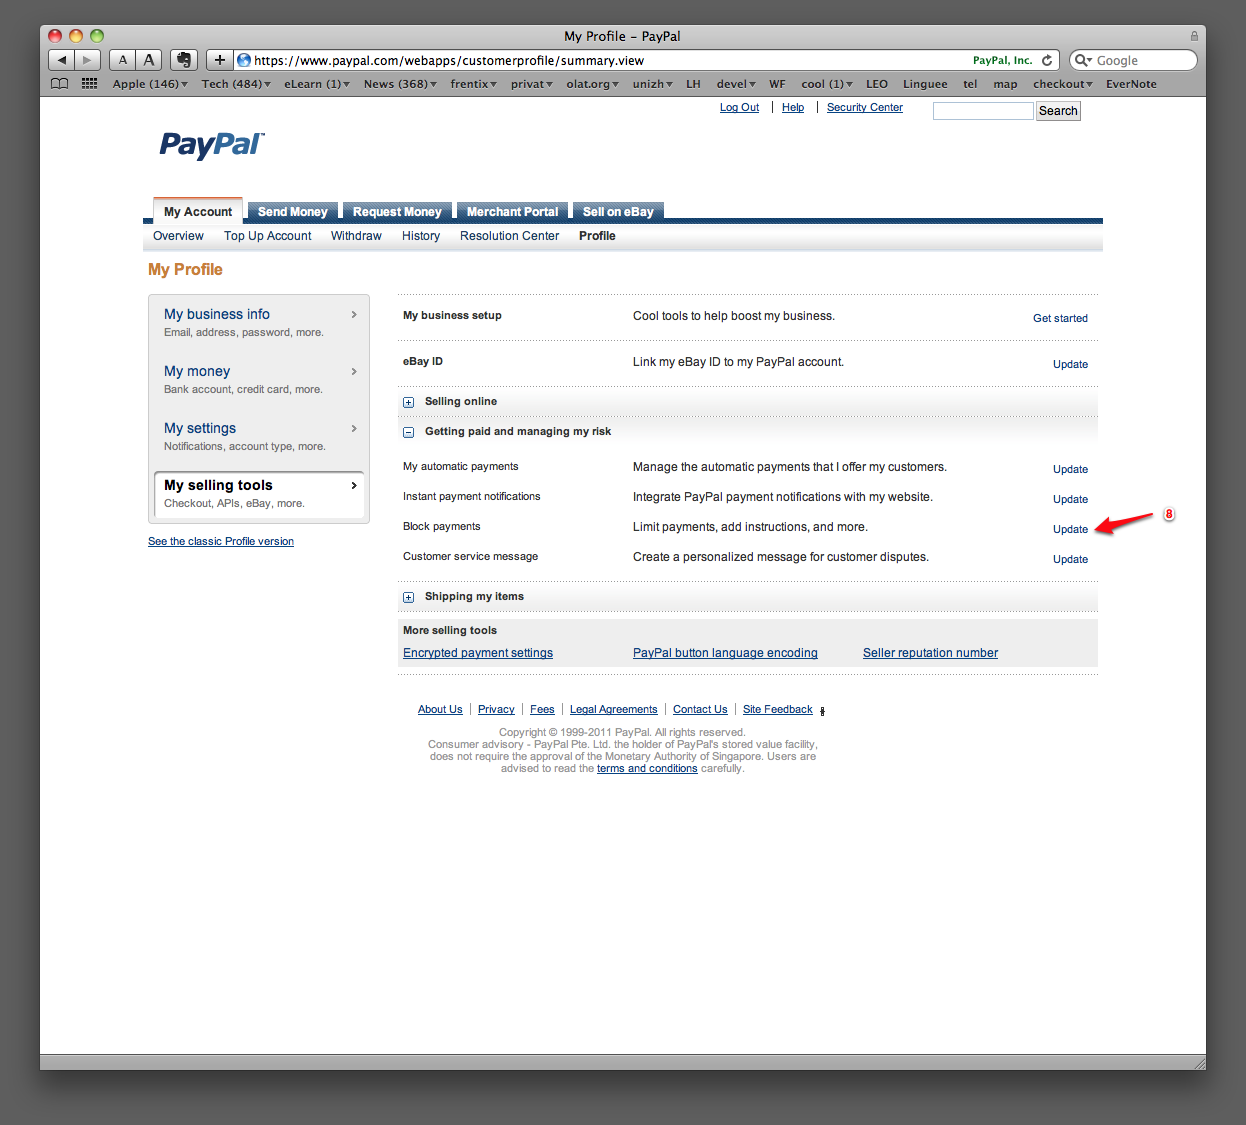 My Profile – PayPal
A A + https://www.paypal.com/webapps/customerprofile/summary.view PayPal, Inc. Google
Apple (146) Tech (484) eLearn (1) News (368) frentix privat olat.org unizh LH devel WF cool (1) LEO Linguee tel map checkout EverNote
Log Out Help Security Center Search
PayPal™
My Account Send Money Request Money Merchant Portal Sell on eBay
Overview Top Up Account Withdraw History Resolution Center Profile
My Profile
My business info
Email, address, password, more.
My money
Bank account, credit card, more.
My settings
Notifications, account type, more.
My selling tools
Checkout, APIs, eBay, more.
See the classic Profile version
My business setup Cool tools to help boost my business. Get started
eBay ID Link my eBay ID to my PayPal account. Update
Selling online
Getting paid and managing my risk
My automatic payments Manage the automatic payments that I offer my customers. Update
Instant payment notifications Integrate PayPal payment notifications with my website. Update
Block payments Limit payments, add instructions, and more. Update 8
Customer service message Create a personalized message for customer disputes. Update
Shipping my items
More selling tools
Encrypted payment settings PayPal button language encoding Seller reputation number
About Us Privacy Fees Legal Agreements Contact Us Site Feedback
Copyright © 1999-2011 PayPal. All rights reserved.
Consumer advisory - PayPal Pte. Ltd. the holder of PayPal's stored value facility,
does not require the approval of the Monetary Authority of Singapore. Users are
advised to read the terms and conditions carefully.